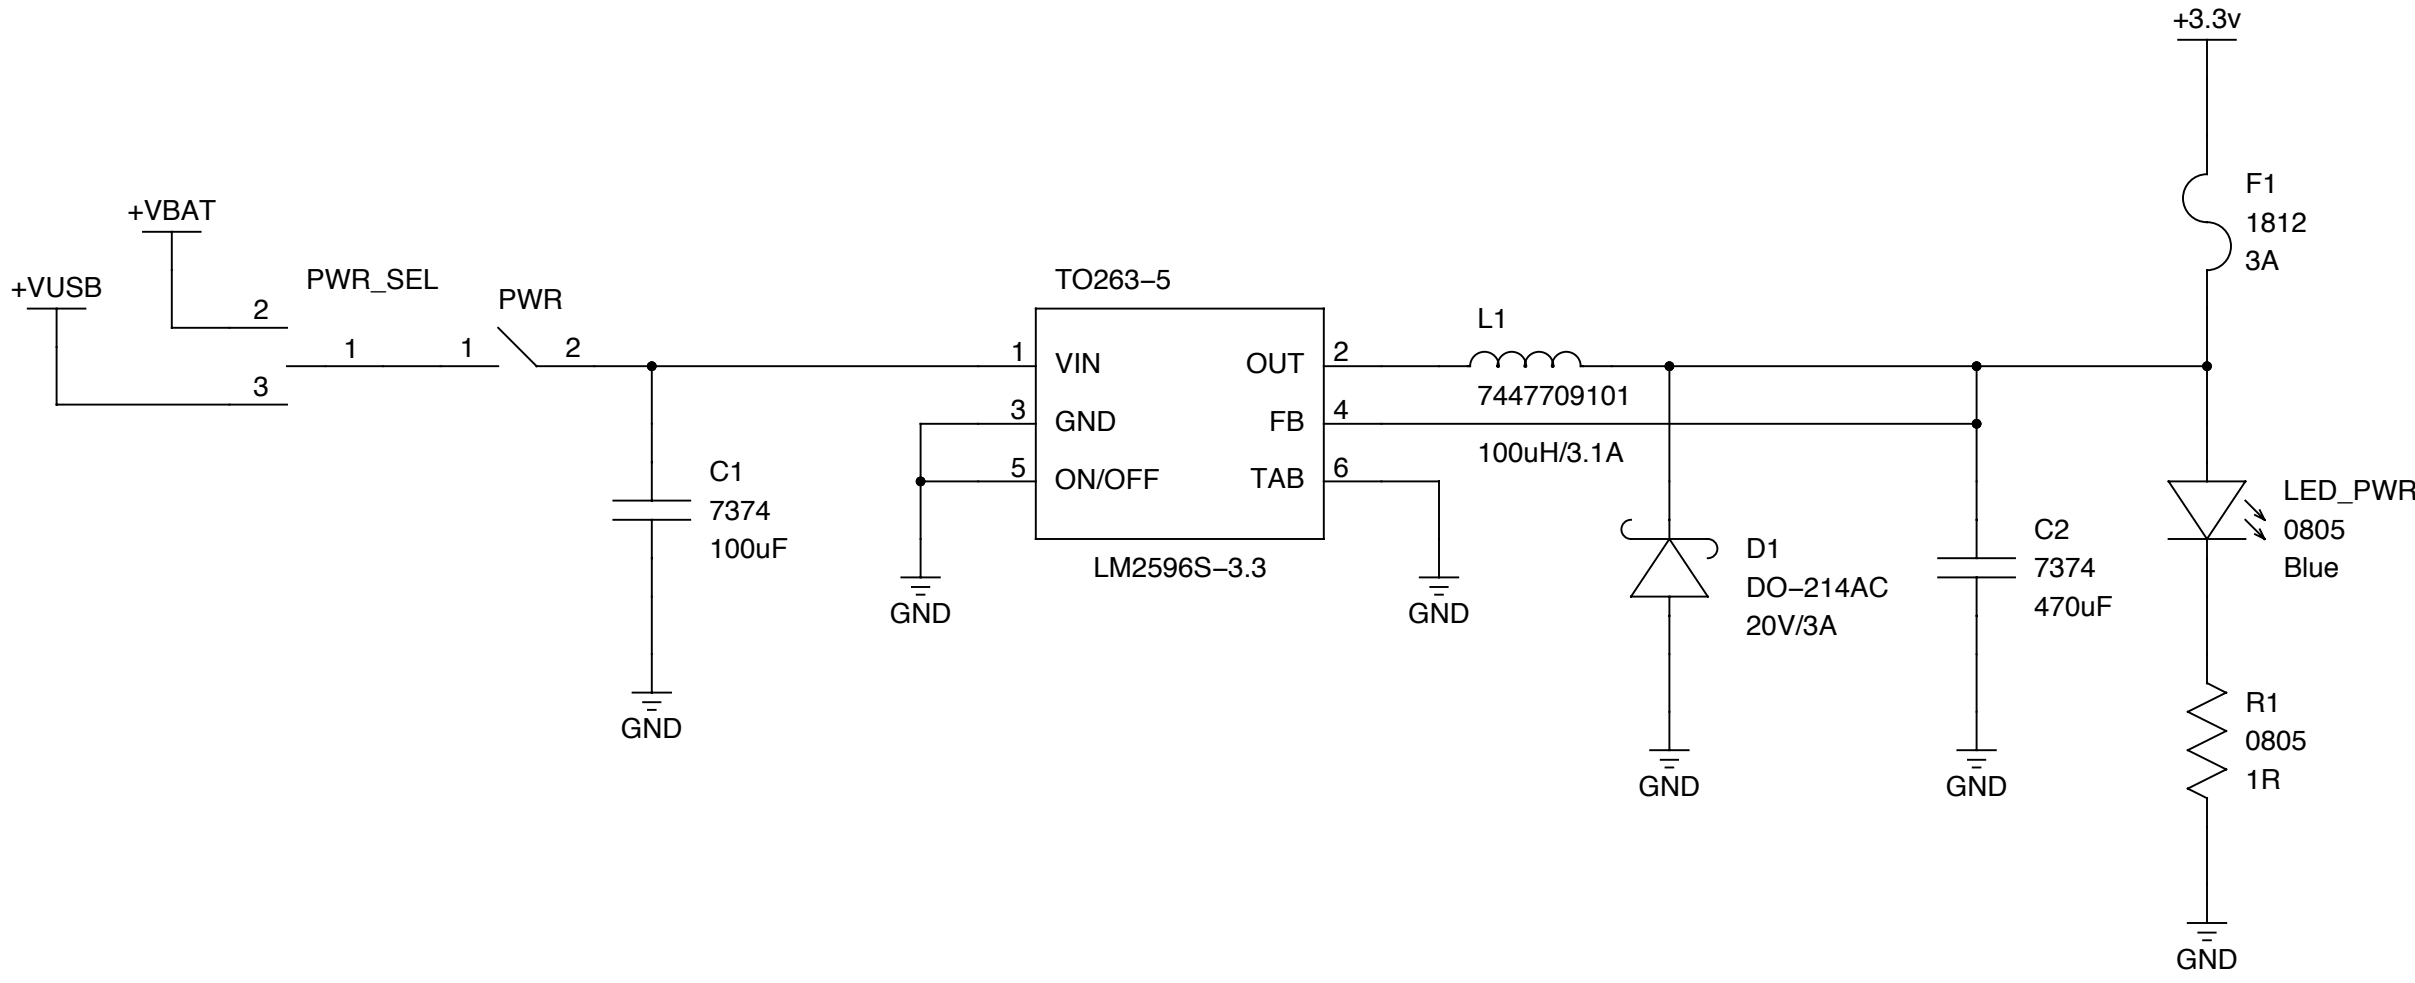 +3.3v
F1
1812
3A
+VBAT
+VUSB
2
PWR_SEL
1
3
1
PWR
2
TO263−5
1
VIN
OUT
2
3
GND
FB
4
5
ON/OFF
TAB
6
LM2596S−3.3
L1
7447709101
100uH/3.1A
C1
7374
100uF
GND
GND
GND
D1
DO−214AC
20V/3A
GND
C2
7374
470uF
GND
LED_PWR
0805
Blue
R1
0805
1R
GND